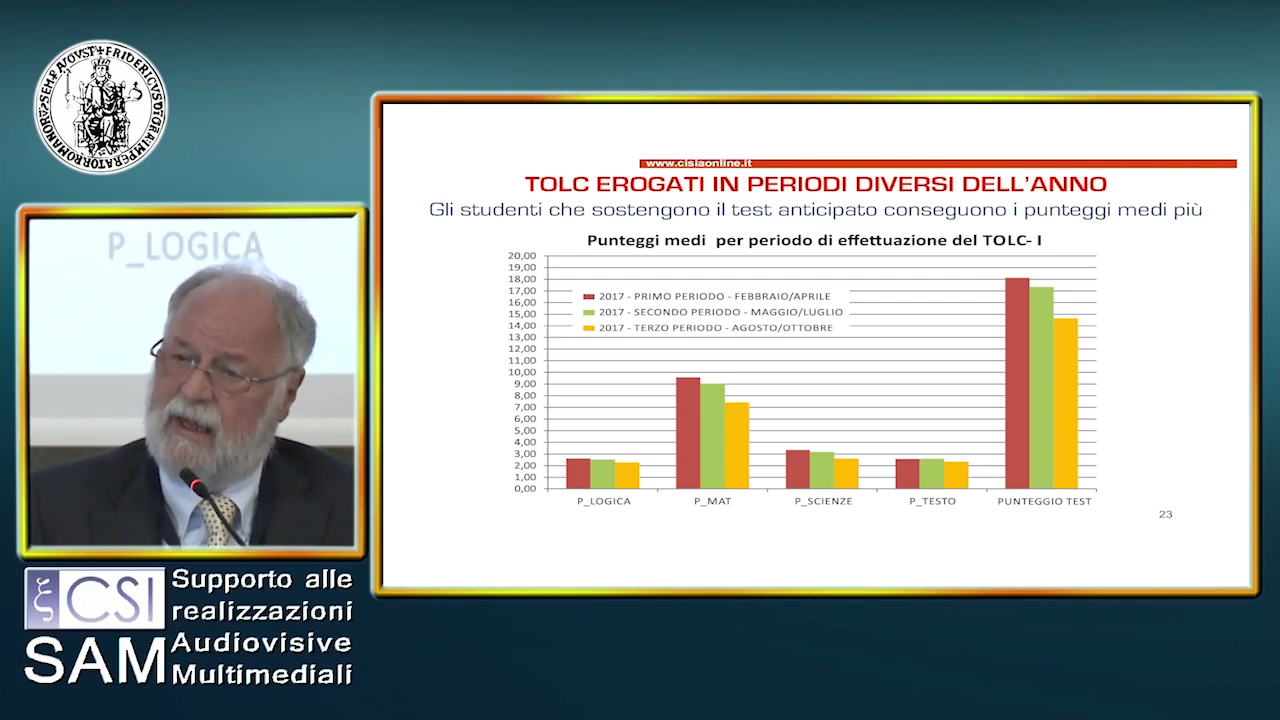 www.cisiaonline.it
TOLC EROGATI IN PERIODI DIVERSI DELL'ANNO
Gli studenti che sostengono il test anticipato conseguono i punteggi medi più
Punteggi medi per periodo di effettuazione del TOLC- I
20,00
19,00
18,00
17,00
16,00
15,00
14,00
13,00
12,00
11,00
10,00
9,00
8,00
7,00
6,00
5,00
4,00
3,00
2,00
1,00
0,00
2017 - PRIMO PERIODO - FEBBRAIO/APRILE
2017 - SECONDO PERIODO - MAGGIO/LUGLIO
2017 - TERZO PERIODO - AGOSTO/OTTOBRE
P_LOGICA
P_MAT
P_SCIENZE
P_TESTO
PUNTEGGIO TEST
23
P_LOGICA
CSI
SAM
Supporto alle
realizzazioni
Audiovisive
Multimediali